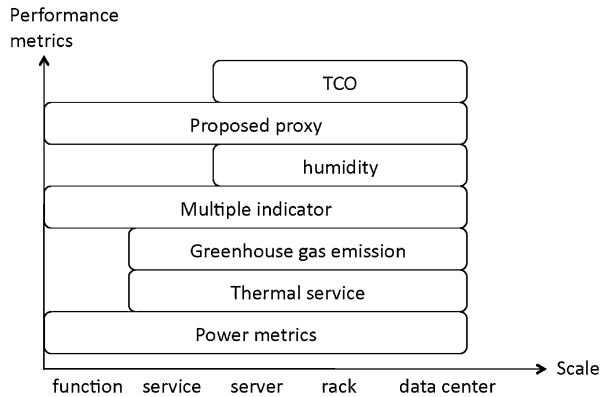 Performance
metrics
TCO
Proposed proxy
humidity
Multiple indicator
Greenhouse gas emission
Thermal service
Power metrics
Scale
function service server rack data center